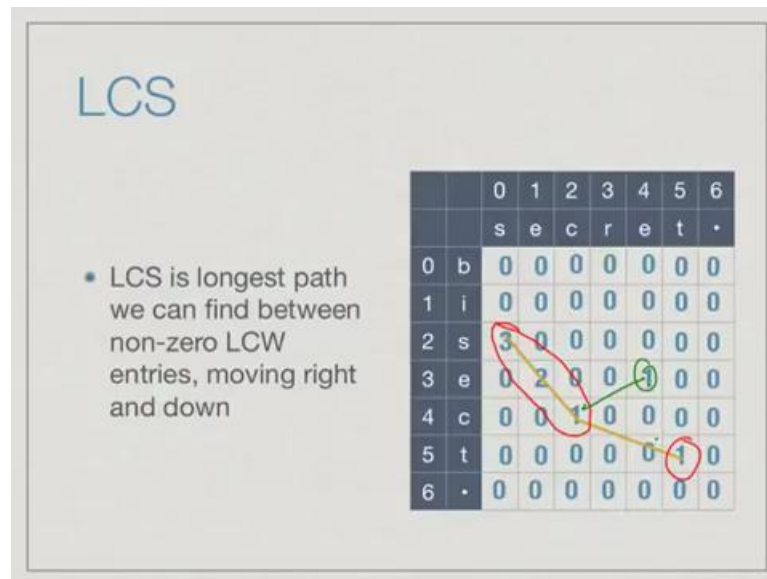 LCS
• LCS is longest path
we can find between
non-zero LCW
entries, moving right
and down
0 1 2 3 4 5 6
s e c r e t •
0 b 0 0 0 0 0 0 0
1 i 0 0 0 0 0 0 0
2 s 3 0 0 0 0 0 0
3 e 0 2 0 0 1 0 0
4 c 0 0 1 0 0 0 0
5 t 0 0 0 0 0 1 0
6 • 0 0 0 0 0 0 0